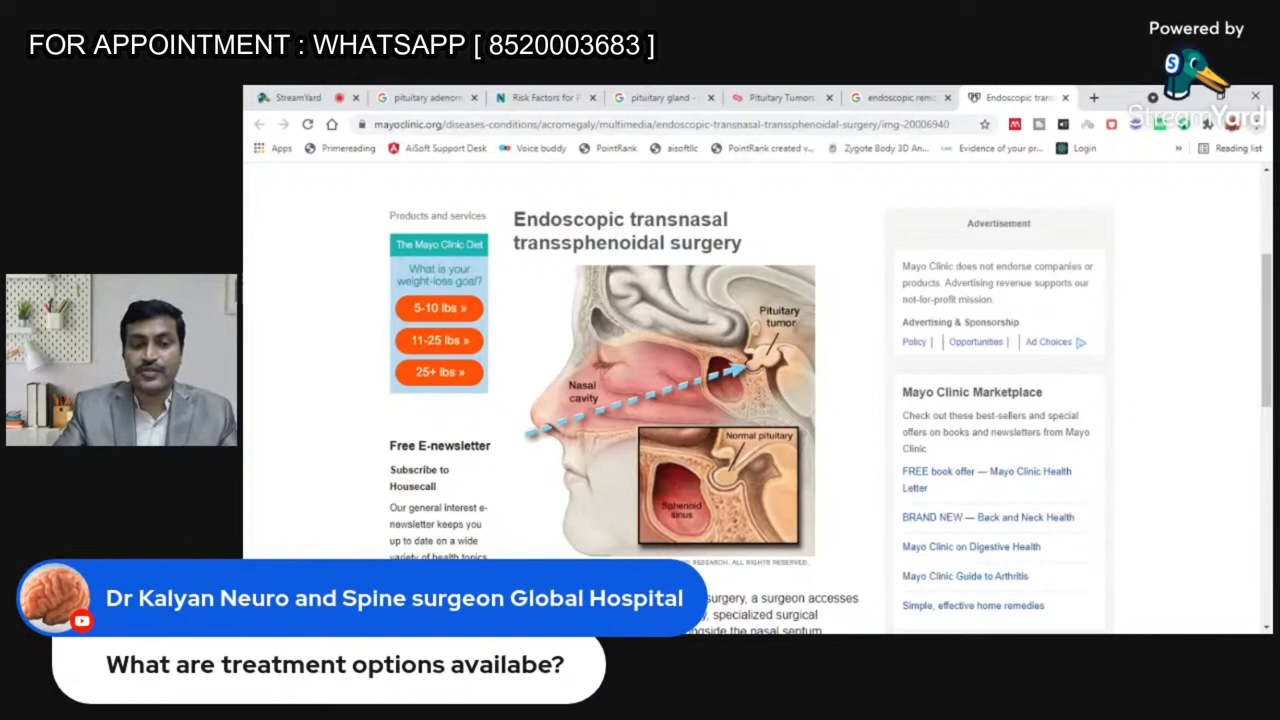 FOR APPOINTMENT : WHATSAPP [ 8520003683 ]
Powered by
StreamYard
StreamYard
pituitary adenom
Risk Factors for P
pituitary gland -
Pituitary Tumors
endoscopic rem
Endoscopic tran
mayoclinic.org/diseases-conditions/acromegaly/multimedia/endoscopic-transnasal-transsphenoidal-surgery/img-20006940
Apps
Primereading
AiSoft Support Desk
Voice buddy
PointRank
aisoftllc
PointRank created v...
Zygote Body 3D An...
Evidence of your pr...
Login
Reading list
Products and services
The Mayo Clinic Diet
What is your
weight-loss goal?
5-10 lbs »
11-25 lbs »
25+ lbs »
Free E-newsletter
Subscribe to
Housecall
Our general interest e-
newsletter keeps you
up to date on a wide
variety of health topics
Endoscopic transnasal
transsphenoidal surgery
Pituitary
tumor
Nasal
cavity
Normal pituitary
Sphenoid
sinus
RESEARCH. ALL RIGHTS RESERVED.
surgery, a surgeon accesses
, specialized surgical
the nasal septum
Advertisement
Mayo Clinic does not endorse companies or
products. Advertising revenue supports our
not-for-profit mission.
Advertising & Sponsorship
Policy | Opportunities | Ad Choices
Mayo Clinic Marketplace
Check out these best-sellers and special
offers on books and newsletters from Mayo
Clinic.
FREE book offer — Mayo Clinic Health
Letter
BRAND NEW — Back and Neck Health
Mayo Clinic on Digestive Health
Mayo Clinic Guide to Arthritis
Simple, effective home remedies
Dr Kalyan Neuro and Spine surgeon Global Hospital
What are treatment options availabe?